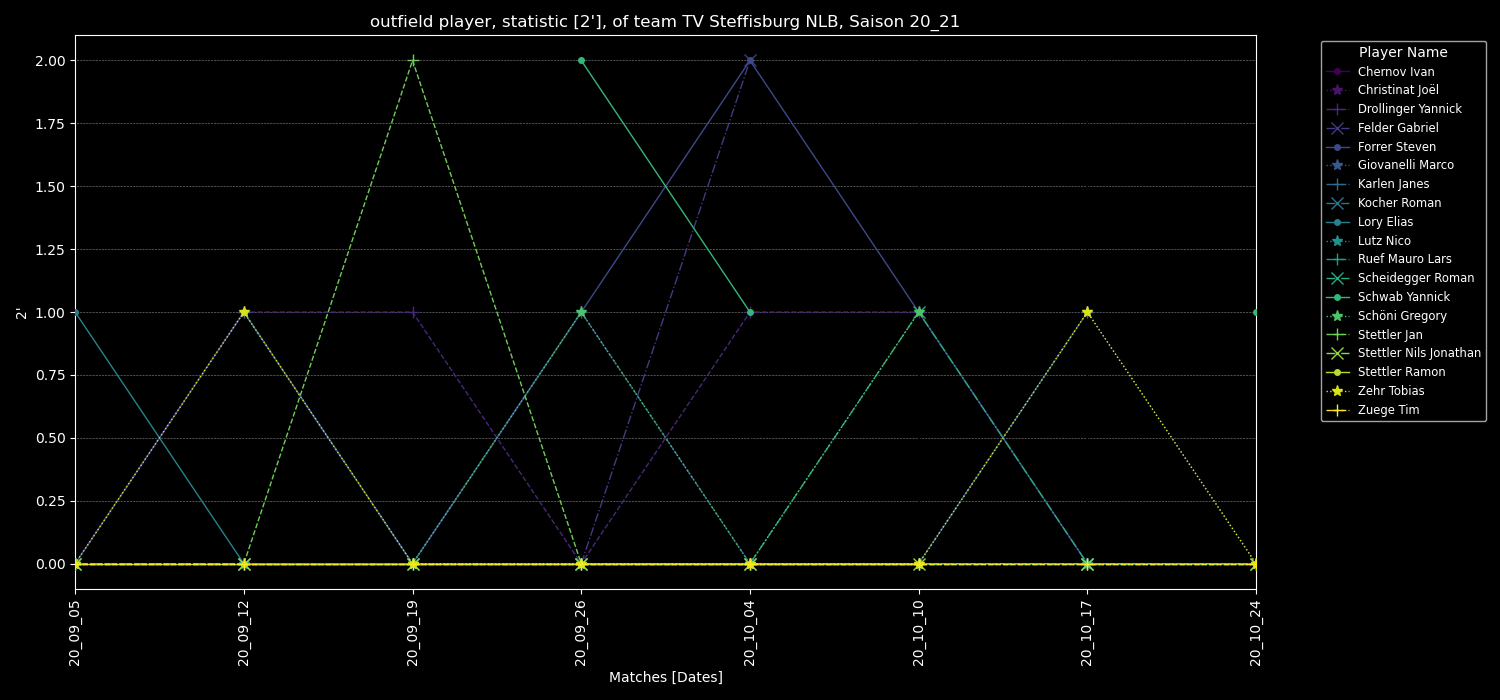 outfield player, statistic [2'], of team TV Steffisburg NLB, Saison 20_21
2.00
1.75
1.50
1.25
1.00
0.75
0.50
0.25
0.00
2'
20_09_05
20_09_12
20_09_19
20_09_26
20_10_04
20_10_10
20_10_17
20_10_24
Matches [Dates]
Player Name
Chernov Ivan
Christinat Joël
Drollinger Yannick
Felder Gabriel
Forrer Steven
Giovanelli Marco
Karlen Janes
Kocher Roman
Lory Elias
Lutz Nico
Ruef Mauro Lars
Scheidegger Roman
Schwab Yannick
Schöni Gregory
Stettler Jan
Stettler Nils Jonathan
Stettler Ramon
Zehr Tobias
Zuege Tim